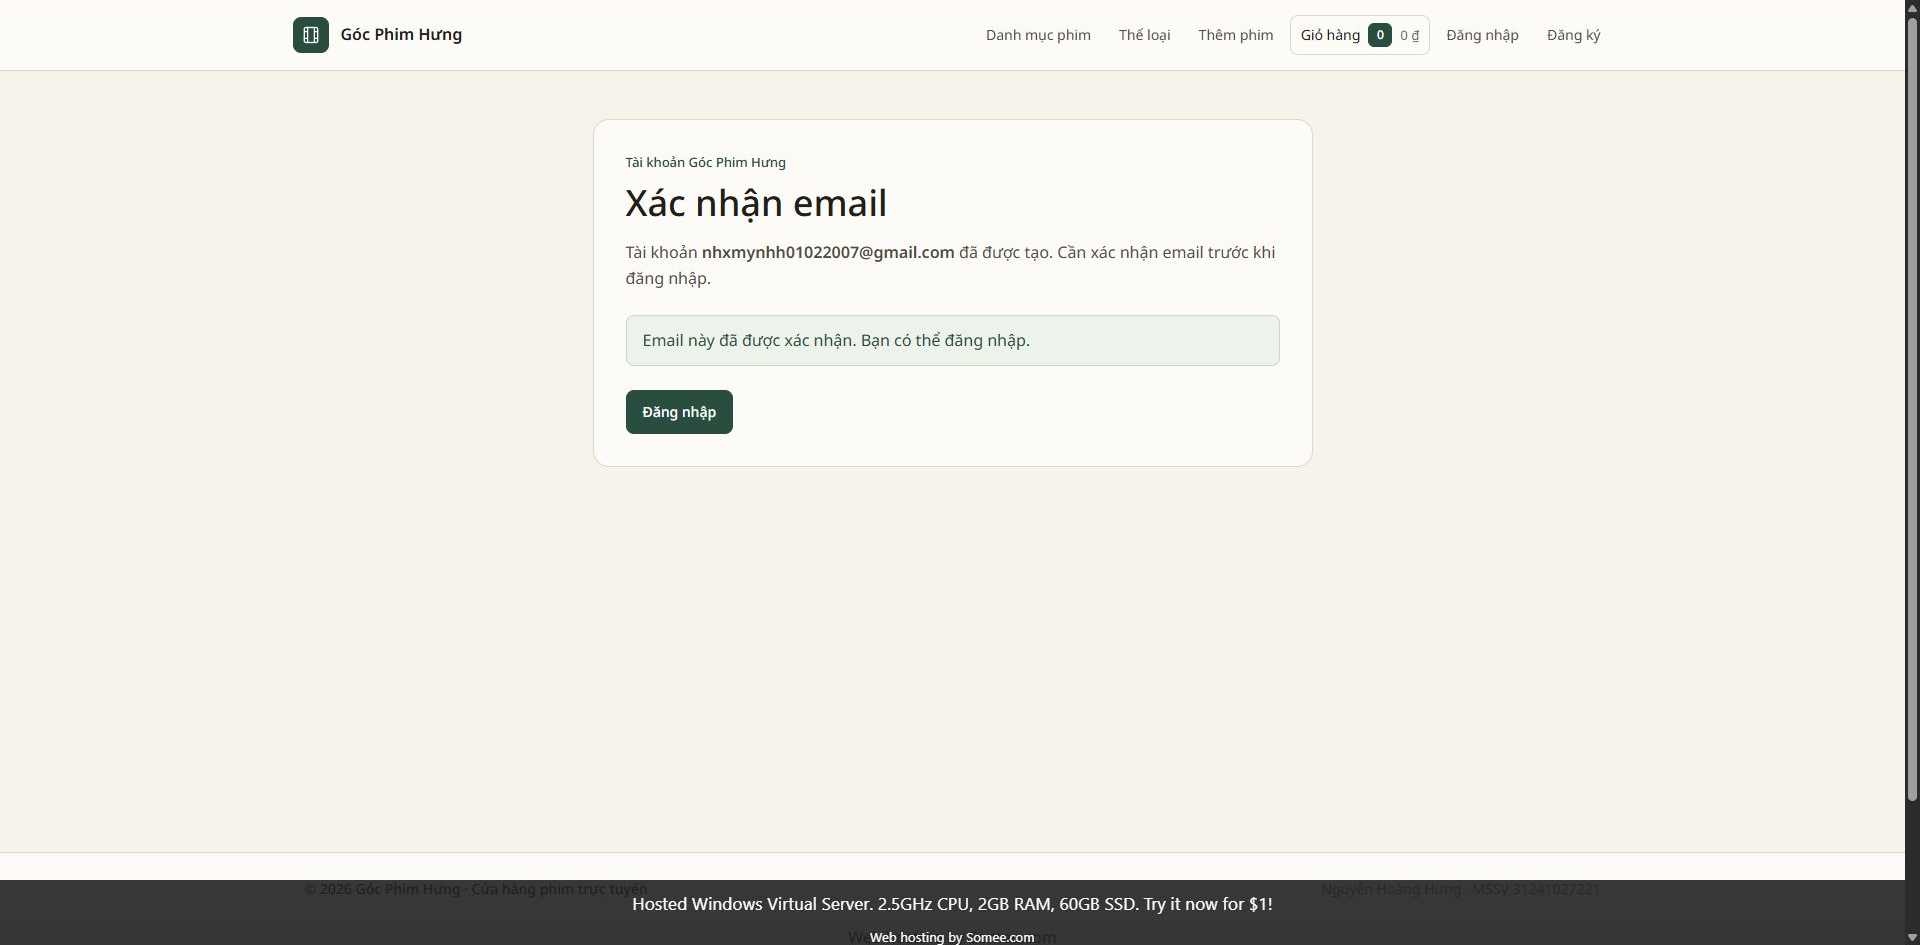 Góc Phim Hưng
Danh mục phim
Thể loại
Thêm phim
Giỏ hàng 0 0 ₫
Đăng nhập
Đăng ký
Tài khoản Góc Phim Hưng
Xác nhận email
Tài khoản nhxmynhh01022007@gmail.com đã được tạo. Cần xác nhận email trước khi
đăng nhập.
Email này đã được xác nhận. Bạn có thể đăng nhập.
Đăng nhập
© 2026 Góc Phim Hưng · Cửa hàng phim trực tuyến
Nguyễn Hoàng Hưng - MSSV 31241027221
Hosted Windows Virtual Server. 2.5GHz CPU, 2GB RAM, 60GB SSD. Try it now for $1!
Web hosting by Somee.com